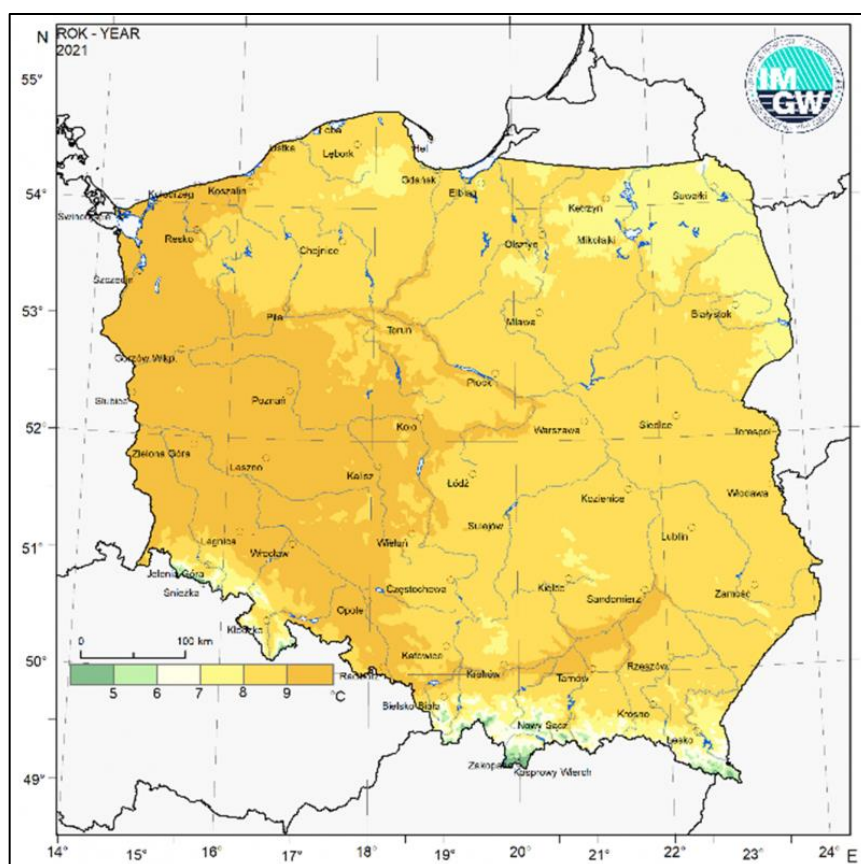 ROK - YEAR
2021
N
IM
GW
55°
54°
53°
52°
51°
50°
49°
Łeba
Ustka
Lębork
Hel
Gdańsk
Elbląg
Kołobrzeg
Koszalin
Świnoujście
Resko
Szczecin
Chojnice
Kętrzyn
Suwałki
Olsztyn
Mikołajki
Piła
Toruń
Mława
Białystok
Gorzów Wlkp.
Słubice
Poznań
Płock
Koło
Warszawa
Siedlce
Terespol
Zielona Góra
Leszno
Kalisz
Łódź
Kozienice
Włodawa
Sulejów
Lublin
Legnica
Wrocław
Wieluń
Jelenia Góra
Śnieżka
Częstochowa
Kielce
Sandomierz
Zamość
Opole
Kłodzko
Katowice
Kraków
Tarnów
Rzeszów
Racibórz
Bielsko Biała
Nowy Sącz
Krosno
Lesko
Zakopane
Kasprowy Wierch
0 100 km
5 6 7 8 9 °C
14° 15° 16° 17° 18° 19° 20° 21° 22° 23° 24° E